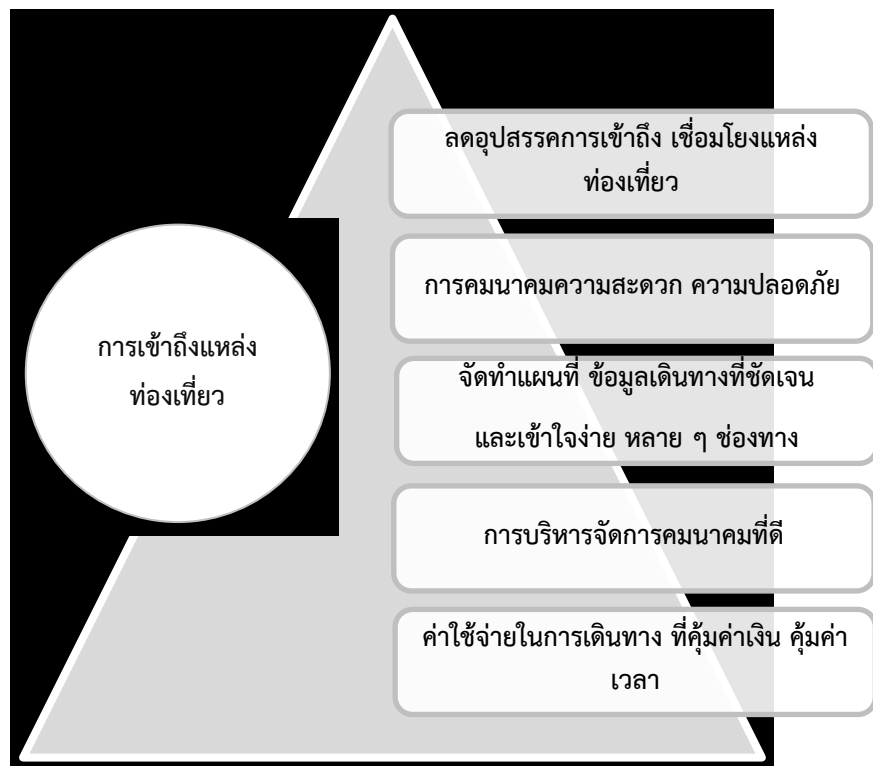 ลดอุปสรรคการเข้าถึง เชื่อมโยงแหล่ง
ท่องเที่ยว
การคมนาคมความสะดวก ความปลอดภัย
การเข้าถึงแหล่ง
ท่องเที่ยว
จัดทำแผนที่ ข้อมูลเดินทางที่ชัดเจน
และเข้าใจง่าย หลาย ๆ ช่องทาง
การบริหารจัดการคมนาคมที่ดี
ค่าใช้จ่ายในการเดินทาง ที่คุ้มค่าเงิน คุ้มค่า
เวลา